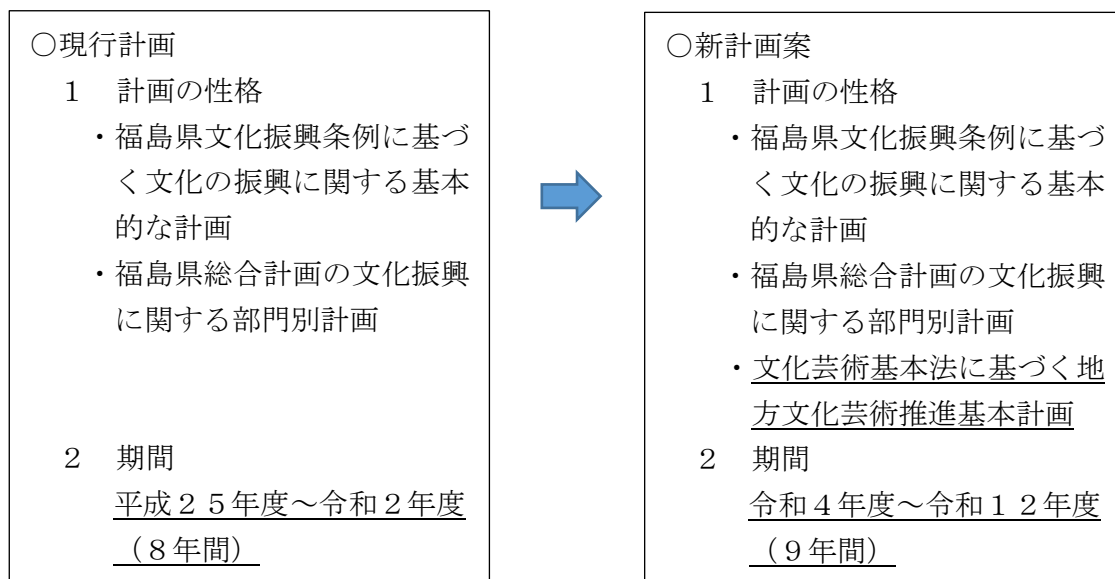 ○現行計画
１　計画の性格
・福島県文化振興条例に基づ
く文化の振興に関する基本
的な計画
・福島県総合計画の文化振興
に関する部門別計画
２　期間
平成２５年度～令和２年度
（８年間）
○新計画案
１　計画の性格
・福島県文化振興条例に基づ
く文化の振興に関する基本
的な計画
・福島県総合計画の文化振興
に関する部門別計画
・文化芸術基本法に基づく地
方文化芸術推進基本計画
２　期間
令和４年度～令和１２年度
（９年間）